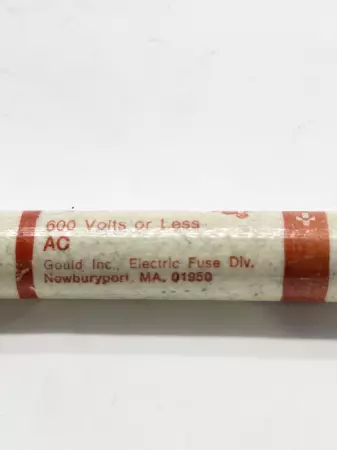 600 Volts or Less
AC
Gould Inc., Electric Fuse Div.
Newburyport, MA. 01950